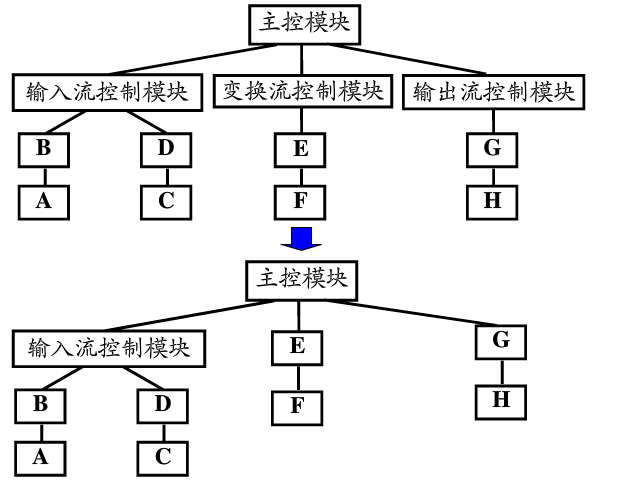 主控模块
输入流控制模块 变换流控制模块 输出流控制模块
B D E G
A C F H
主控模块
输入流控制模块 E G
B D F H
A C